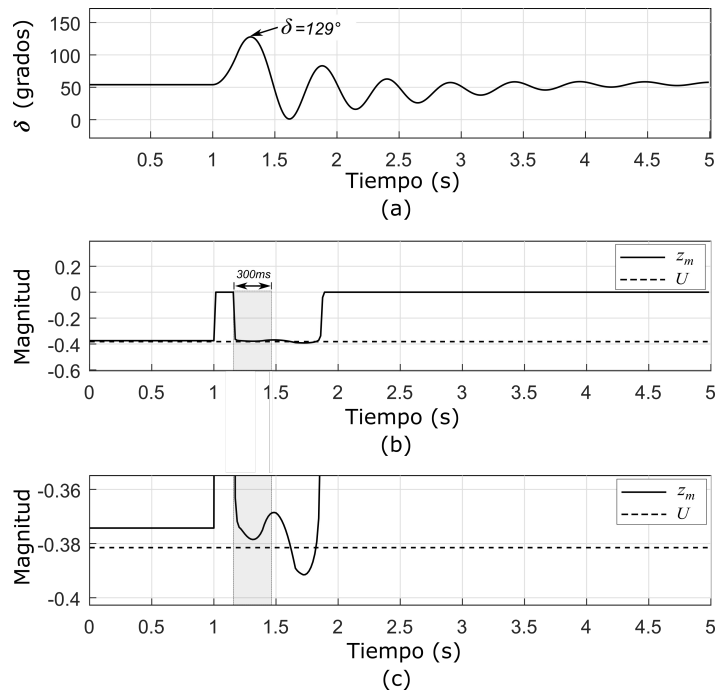 150
100
50
0
δ (grados)
δ =129°
0.5 1 1.5 2 2.5 3 3.5 4 4.5 5
Tiempo (s)
(a)
0.2
0
-0.2
-0.4
-0.6
Magnitud
300ms
z_m
U
0 0.5 1 1.5 2 2.5 3 3.5 4 4.5 5
Tiempo (s)
(b)
-0.36
-0.38
-0.4
Magnitud
z_m
U
0 0.5 1 1.5 2 2.5 3 3.5 4 4.5 5
Tiempo (s)
(c)